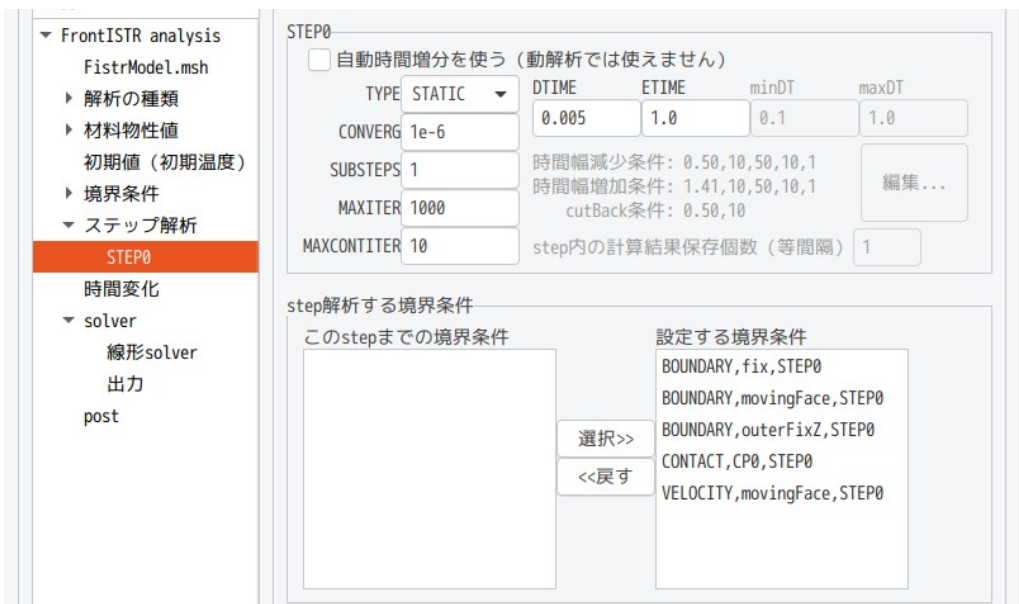 FrontISTR analysis
FistrModel.msh
解析の種類
材料物性値
初期値（初期温度）
境界条件
ステップ解析
STEP0
時間変化
solver
線形solver
出力
post
STEP0
自動時間増分を使う（動解析では使えません）
TYPE STATIC
CONVERG 1e-6
SUBSTEPS 1
MAXITER 1000
MAXCONTITER 10
DTIME ETIME minDT maxDT
0.005 1.0 0.1 1.0
時間幅減少条件: 0.50,10,50,10,1
時間幅増加条件: 1.41,10,50,10,1
cutBack条件: 0.50,10
編集...
step内の計算結果保存個数（等間隔） 1
step解析する境界条件
このstepまでの境界条件
選択>>
<<戻す
設定する境界条件
BOUNDARY,fix,STEP0
BOUNDARY,movingFace,STEP0
BOUNDARY,outerFixZ,STEP0
CONTACT,CP0,STEP0
VELOCITY,movingFace,STEP0